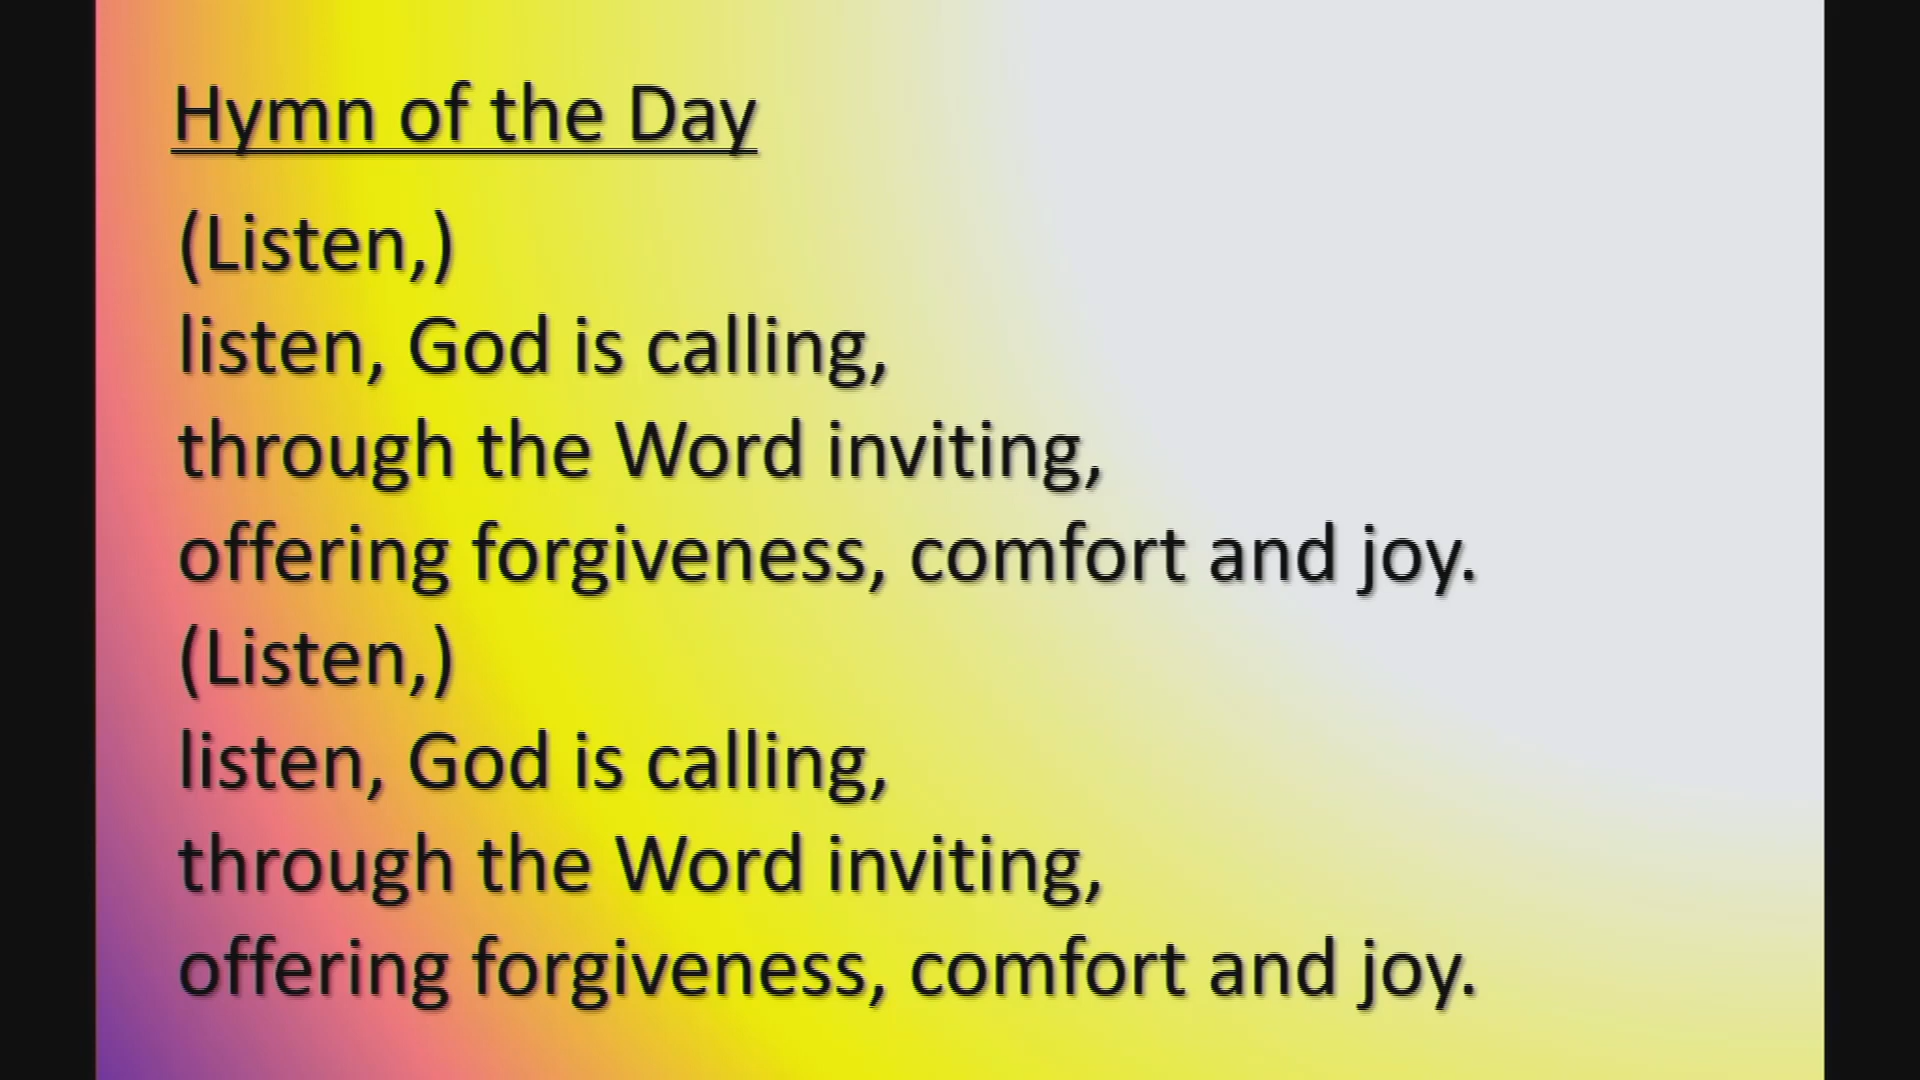 Hymn of the Day
(Listen,)
listen, God is calling,
through the Word inviting,
offering forgiveness, comfort and joy.
(Listen,)
listen, God is calling,
through the Word inviting,
offering forgiveness, comfort and joy.